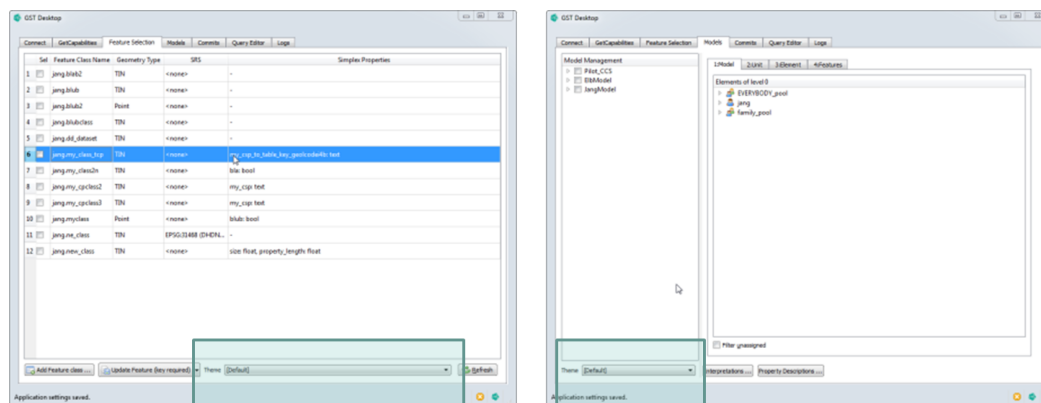 GST Desktop
Connect GetCapabilities Feature Selection Models Commits Query Editor Logs
Sel Feature Class Name Geometry Type SRS Simplex Properties
1 jang.blab2 TIN <none> -
2 jang.blub TIN <none> -
3 jang.blub2 Point <none> -
4 jang.blubclass TIN <none> -
5 jang.dd_dataset TIN <none> -
6 jang.my_class_tcp TIN <none> text
7 jang.my_class2n TIN <none> bla: bool
8 jang.my_cpclass2 TIN <none> my_csp: text
9 jang.my_cpclass3 TIN <none> my_csp: text
10 jang.myclass Point <none> blub: bool
11 jang.ne_class EPSG:31468 (DHDN... -
12 jang.new_class TIN <none> size: float, property_length: float
Add Feature class ... Update Feature (key required) Theme [Default] Refresh
Application settings saved.
GST Desktop
Connect GetCapabilities Feature Selection Models Commits Query Editor Logs
Model Management
Pilot_CCS
ElbModel
JangModel
1:Model 2:Unit 3:Element 4:Features
Elements of level 0
EVERYBODY_pool
jang
family_pool
Filter unassigned
Theme [Default] Interpretations ... Property Descriptions ...
Application settings saved.